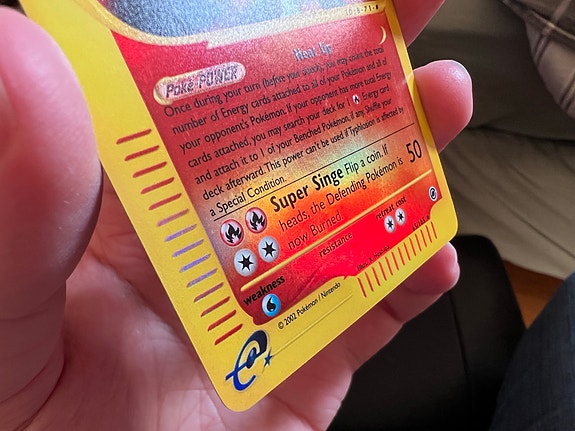 Poké-POWER Heat Up
Once during your turn (before your attack), you may count the total
number of Energy cards attached to all of your Pokémon and all of
your opponent's Pokémon. If your opponent has more total Energy
cards attached, you may search your deck for 1 Energy card
and attach it to 1 of your Benched Pokémon, if any. Shuffle your
deck afterward. This power can't be used if Typhlosion is affected by
a Special Condition.
Super Singe Flip a coin. If
heads, the Defending Pokémon is
now Burned.
50
weakness
resistance
retreat cost
© 2002 Pokémon / Nintendo
e